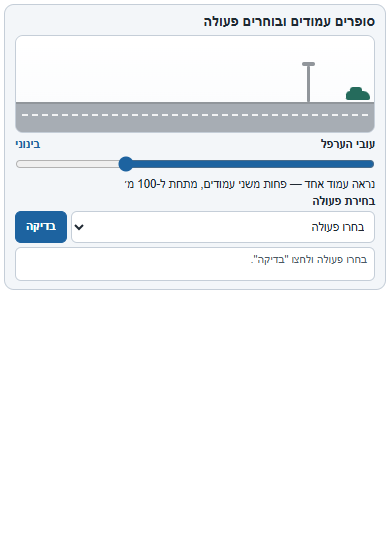 סופרים עמודים ובוחרים פעולה
עובי הערפל בינוני
נראה עמוד אחד — פחות משני עמודים, מתחת ל-100 מ׳
בחירת פעולה
בחרו פעולה בדיקה
בחרו פעולה ולחצו "בדיקה".